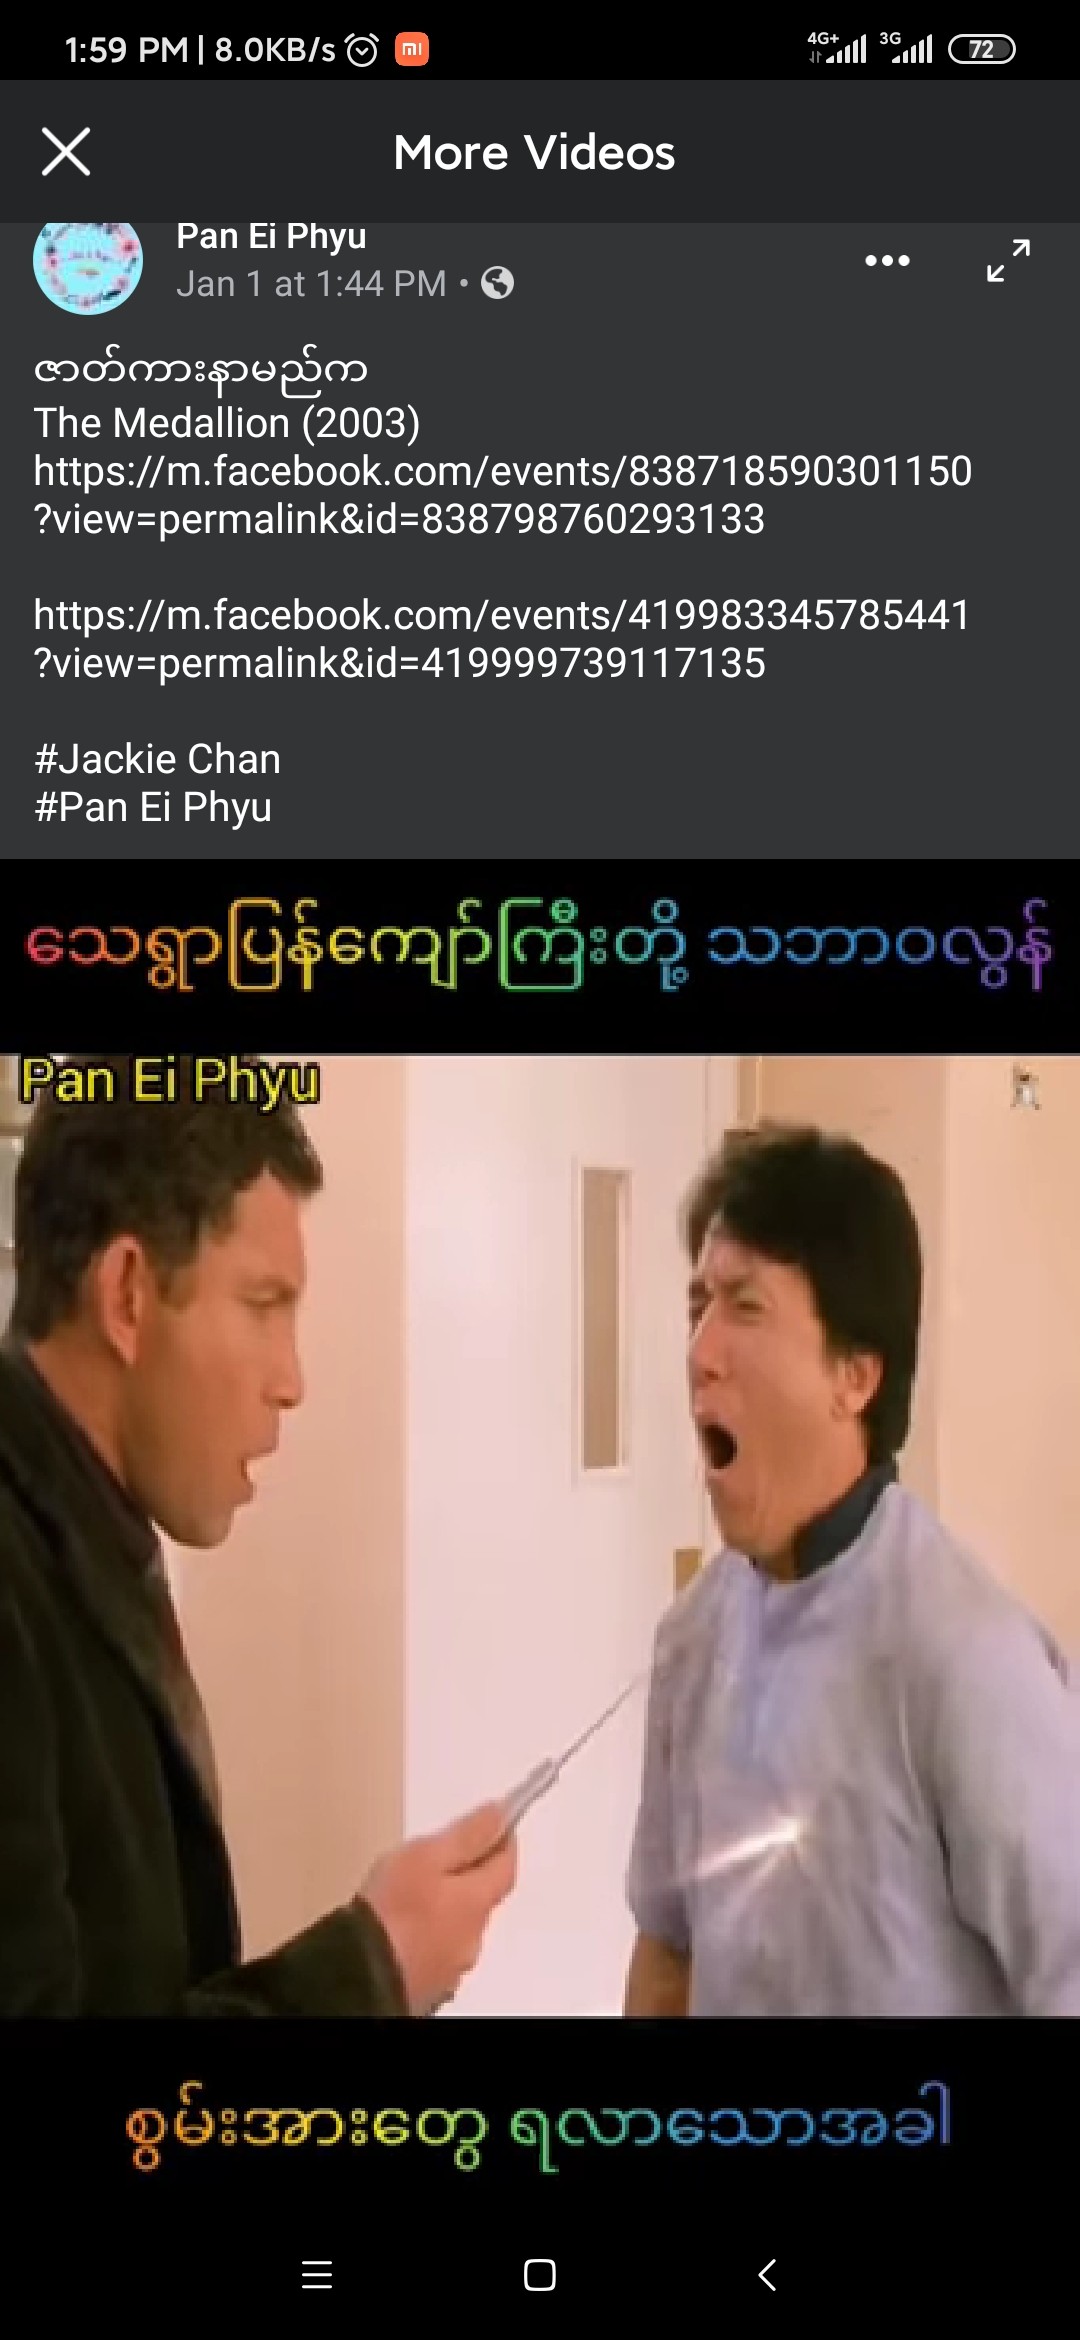 1:59 PM | 8.0KB/s
4G+ 3G 72
More Videos
Pan Ei Phyu
Jan 1 at 1:44 PM •
ဇာတ်ကားနာမည်က
The Medallion (2003)
https://m.facebook.com/events/838718590301150
?view=permalink&id=838798760293133
https://m.facebook.com/events/419983345785441
?view=permalink&id=419999739117135
#Jackie Chan
#Pan Ei Phyu
သေရွာပြန်ကျော်ကြီးတို့ သဘာဝလွန်
Pan Ei Phyu
စွမ်းအားတွေ ရလာသောအခါ